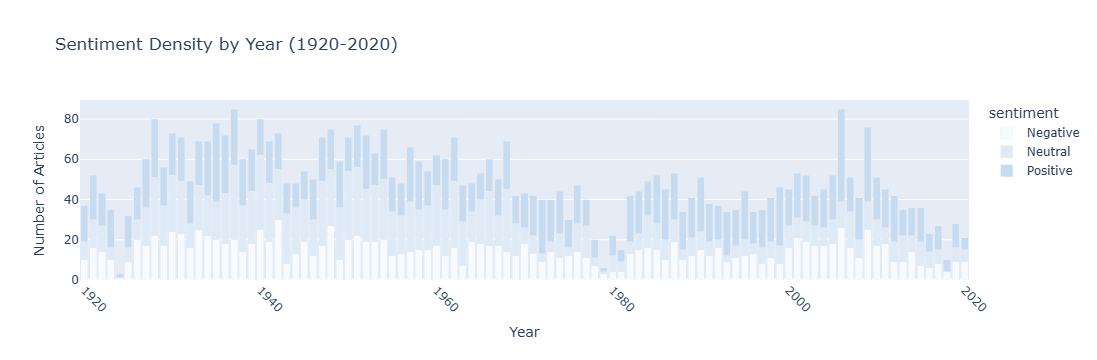 Sentiment Density by Year (1920-2020)
sentiment
Negative
Neutral
Positive
Number of Articles
80
60
40
20
0
1920
1940
1960
1980
2000
2020
Year